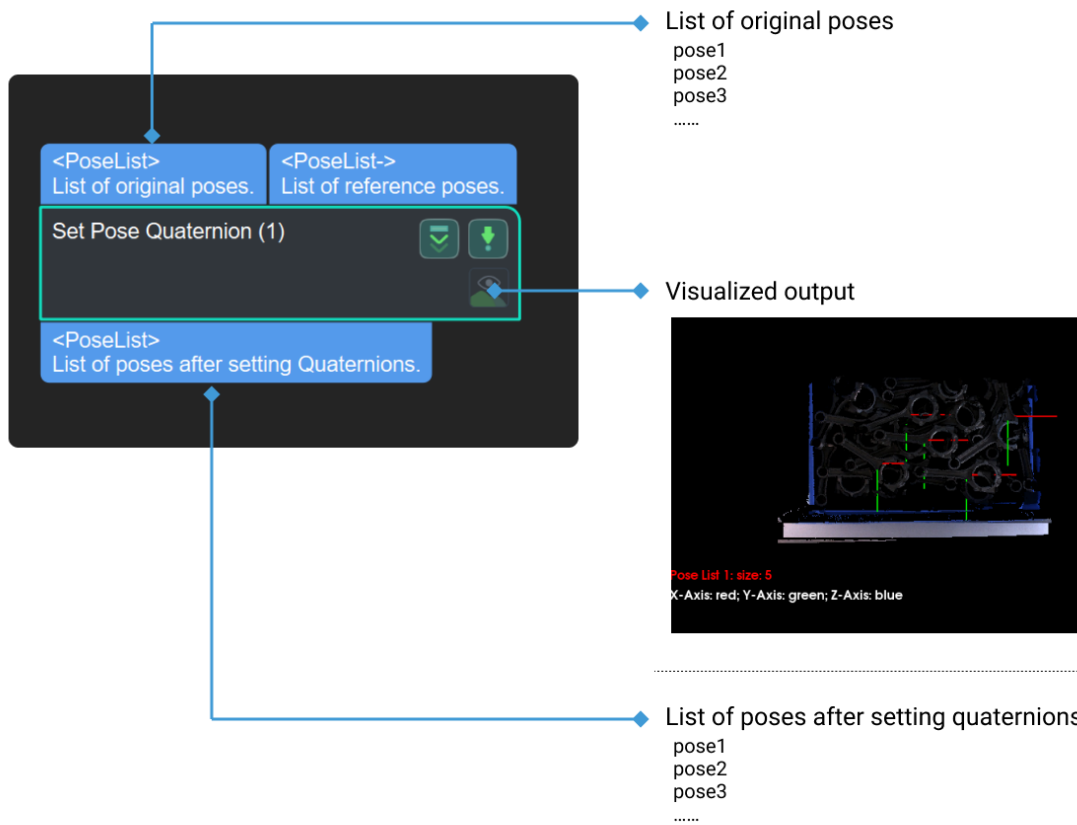 List of original poses
pose1
pose2
pose3
......
<PoseList>
List of original poses.
<PoseList->
List of reference poses.
Set Pose Quaternion (1)
Visualized output
<PoseList>
List of poses after setting Quaternions.
Pose List 1: size: 5
X-Axis: red; Y-Axis: green; Z-Axis: blue
List of poses after setting quaternions
pose1
pose2
pose3
......